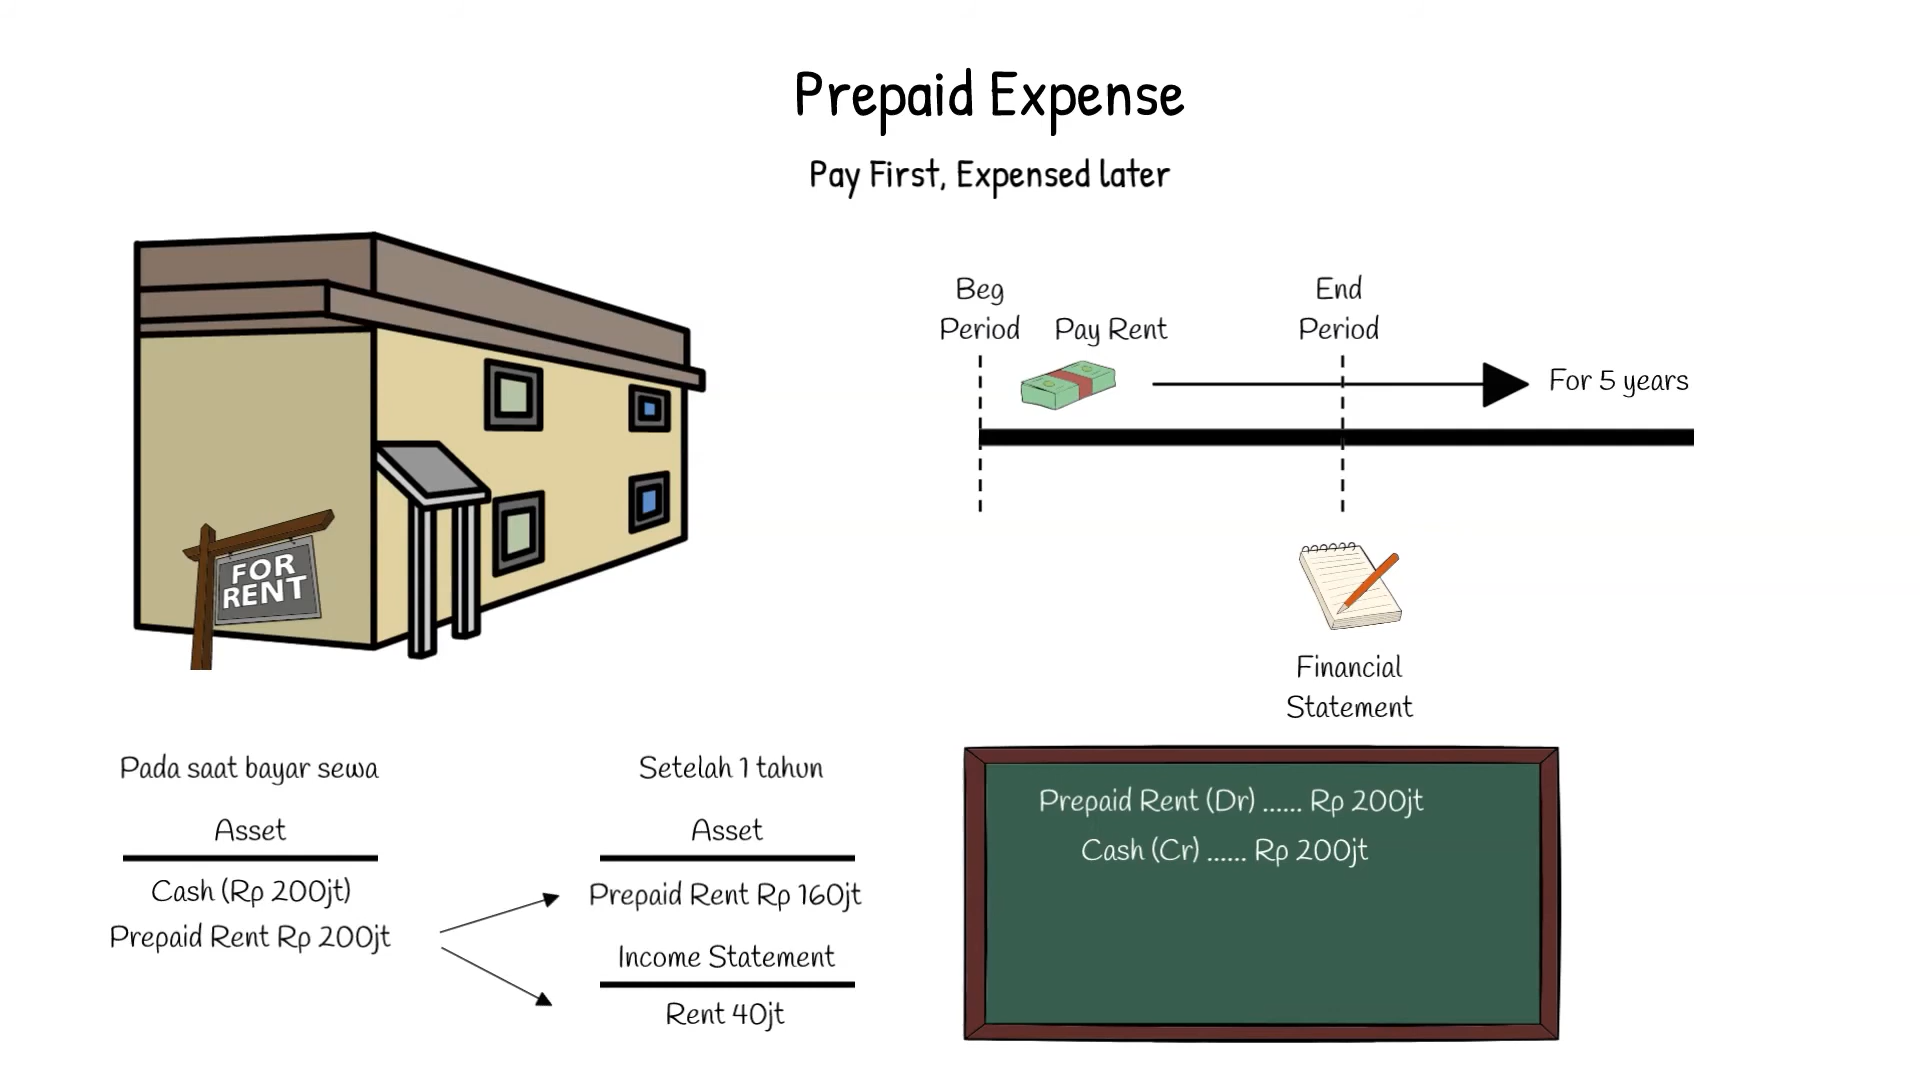 Prepaid Expense
Pay First, Expensed later
FOR
RENT
Beg
Period
Pay Rent
End
Period
For 5 years
Financial
Statement
Pada saat bayar sewa
Asset
Cash (Rp 200jt)
Prepaid Rent Rp 200jt
Setelah 1 tahun
Asset
Prepaid Rent Rp 160jt
Income Statement
Rent 40jt
Prepaid Rent (Dr) ...... Rp 200jt
Cash (Cr) ...... Rp 200jt